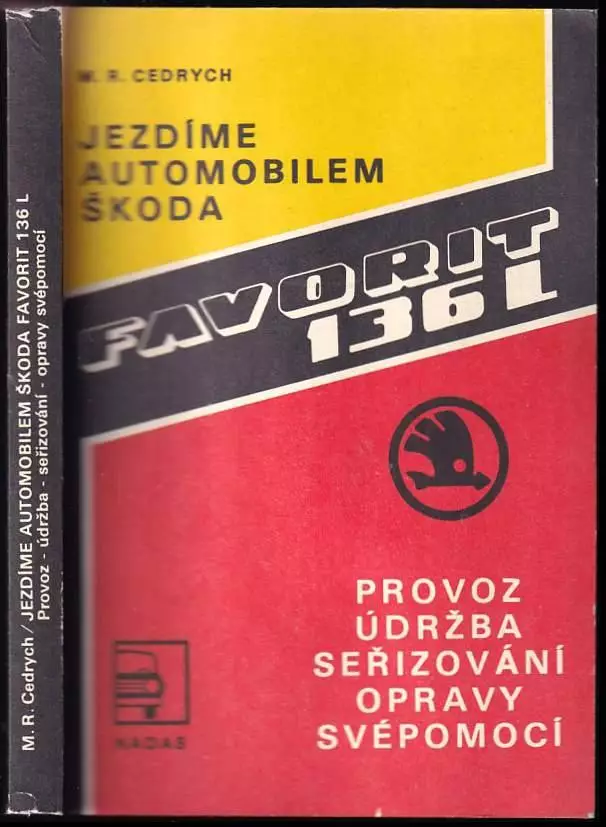 M. R. Cedrych / JEZDÍME AUTOMOBILEM ŠKODA FAVORIT 136 L
Provoz - údržba - seřizování - opravy svépomocí
M. R. CEDRYCH
JEZDÍME
AUTOMOBILEM
ŠKODA
FAVORIT
136 L
PROVOZ
ÚDRŽBA
SEŘIZOVÁNÍ
OPRAVY
SVÉPOMOCÍ
NADAS